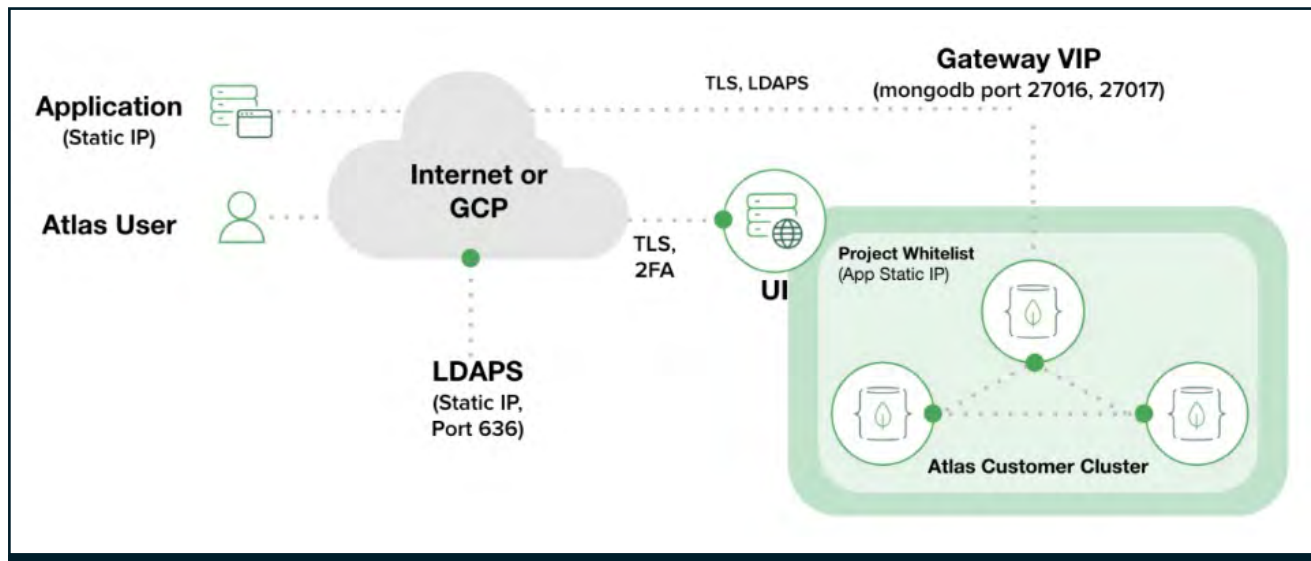 Application
(Static IP)
Atlas User
Internet or
GCP
LDAPS
(Static IP,
Port 636)
TLS, LDAPS
Gateway VIP
(mongodb port 27016, 27017)
TLS,
2FA
UI
Project Whitelist
(App Static IP)
Atlas Customer Cluster